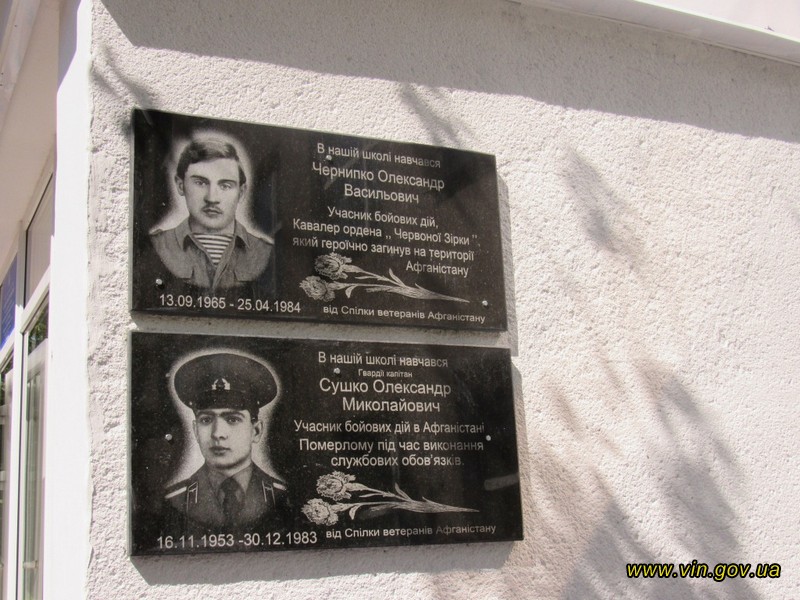 В нашій школі навчався
Чернипко Олександр
Васильович
Учасник бойових дій,
Кавалер ордена ,, Червоної Зірки ",
який героїчно загинув на території
Афганістану
13.09.1965 - 25.04.1984
від Спілки ветеранів Афганістану
В нашій школі навчався
Гвардії капітан
Сушко Олександр
Миколайович
Учасник бойових дій в Афганістані
Померлому під час виконання
службових обов'язків.
16.11.1953 -30.12.1983
від Спілки ветеранів Афганістану
www.vin.gov.ua